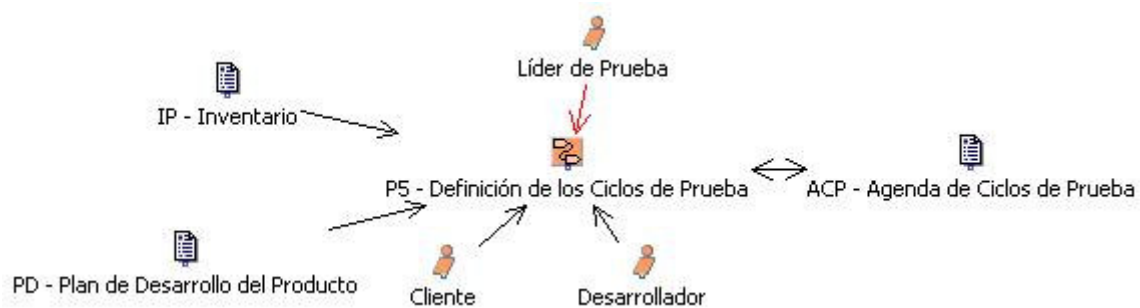 Líder de Prueba
IP - Inventario
P5 - Definición de los Ciclos de Prueba
ACP - Agenda de Ciclos de Prueba
PD - Plan de Desarrollo del Producto
Cliente
Desarrollador